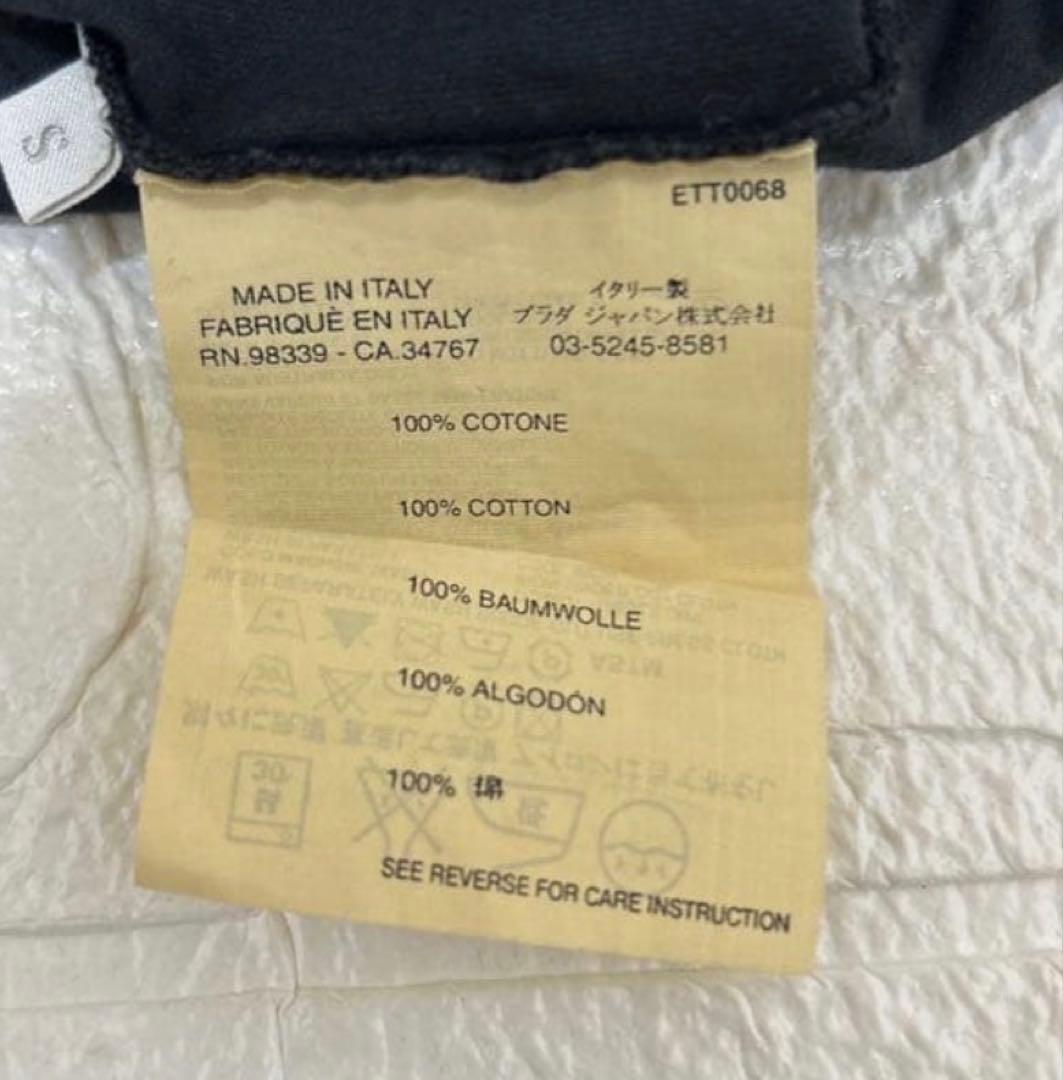 S
ETT0068
MADE IN ITALY
FABRIQUÈ EN ITALY
RN.98339 - CA.34767
イタリー製
プラダ ジャパン株式会社
03-5245-8581
100% COTONE
100% COTTON
100% BAUMWOLLE
100% ALGODÓN
100% 綿
SEE REVERSE FOR CARE INSTRUCTION